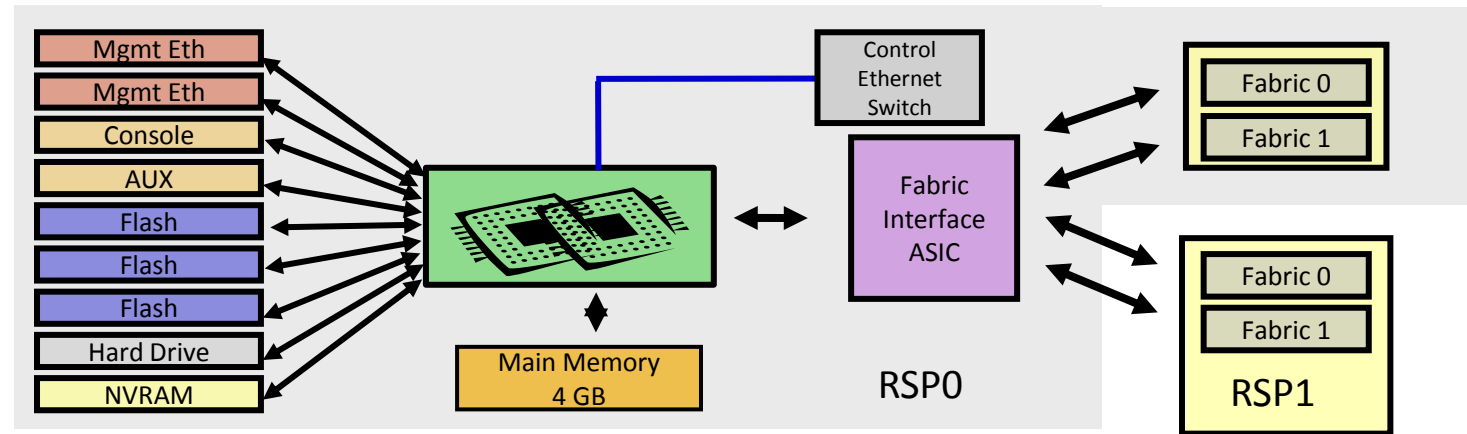 Mgmt Eth
Mgmt Eth
Console
AUX
Flash
Flash
Flash
Hard Drive
NVRAM
Main Memory
4 GB
Control
Ethernet
Switch
Fabric
Interface
ASIC
RSP0
Fabric 0
Fabric 1
Fabric 0
Fabric 1
RSP1